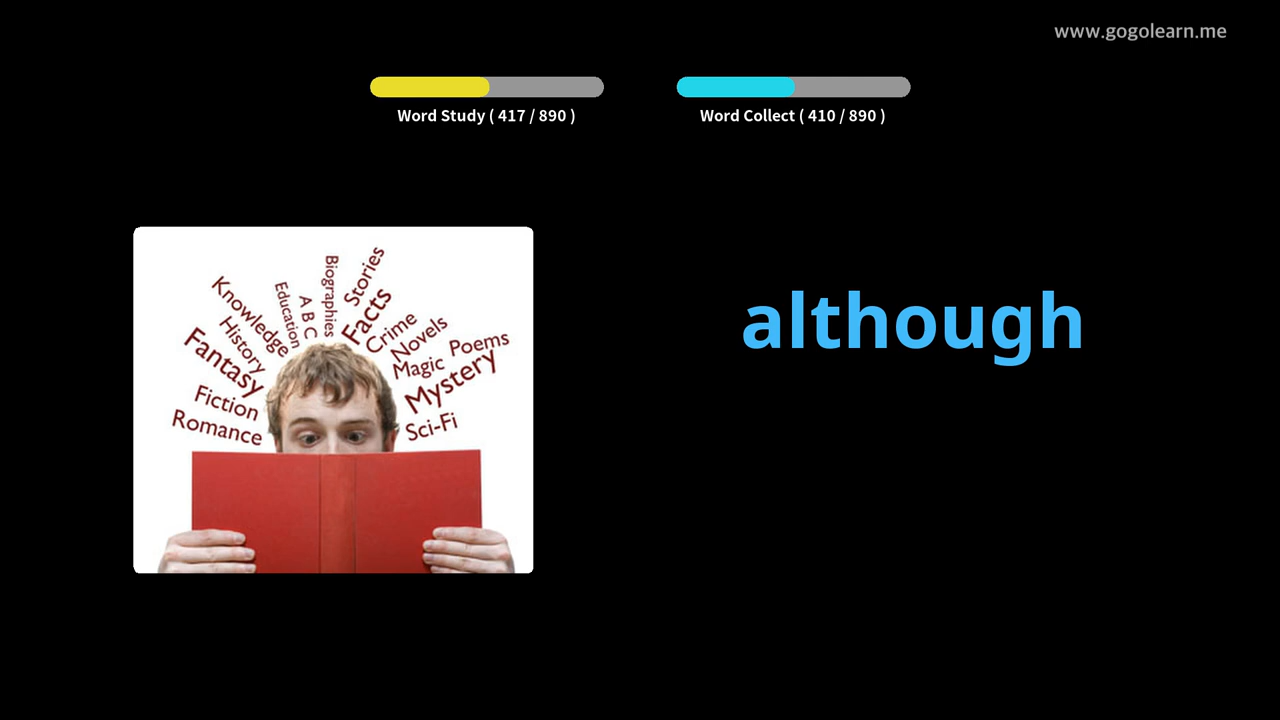 www.gogolearn.me
Word Study ( 417 / 890 )
Word Collect ( 410 / 890 )
although
Romance
Fiction
Fantasy
History
Knowledge
Education
A B C
Biographies
Stories
Facts
Crime
Novels
Magic
Poems
Mystery
Sci-Fi